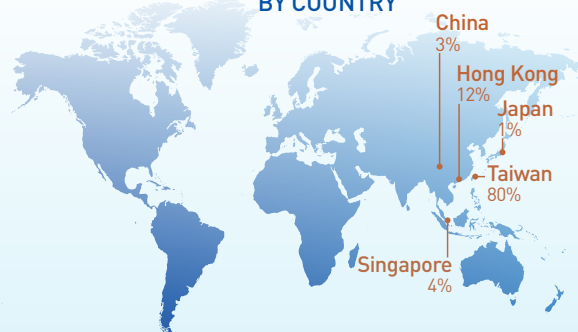 BY COUNTRY
China
3%
Hong Kong
12%
Japan
1%
Taiwan
80%
Singapore
4%